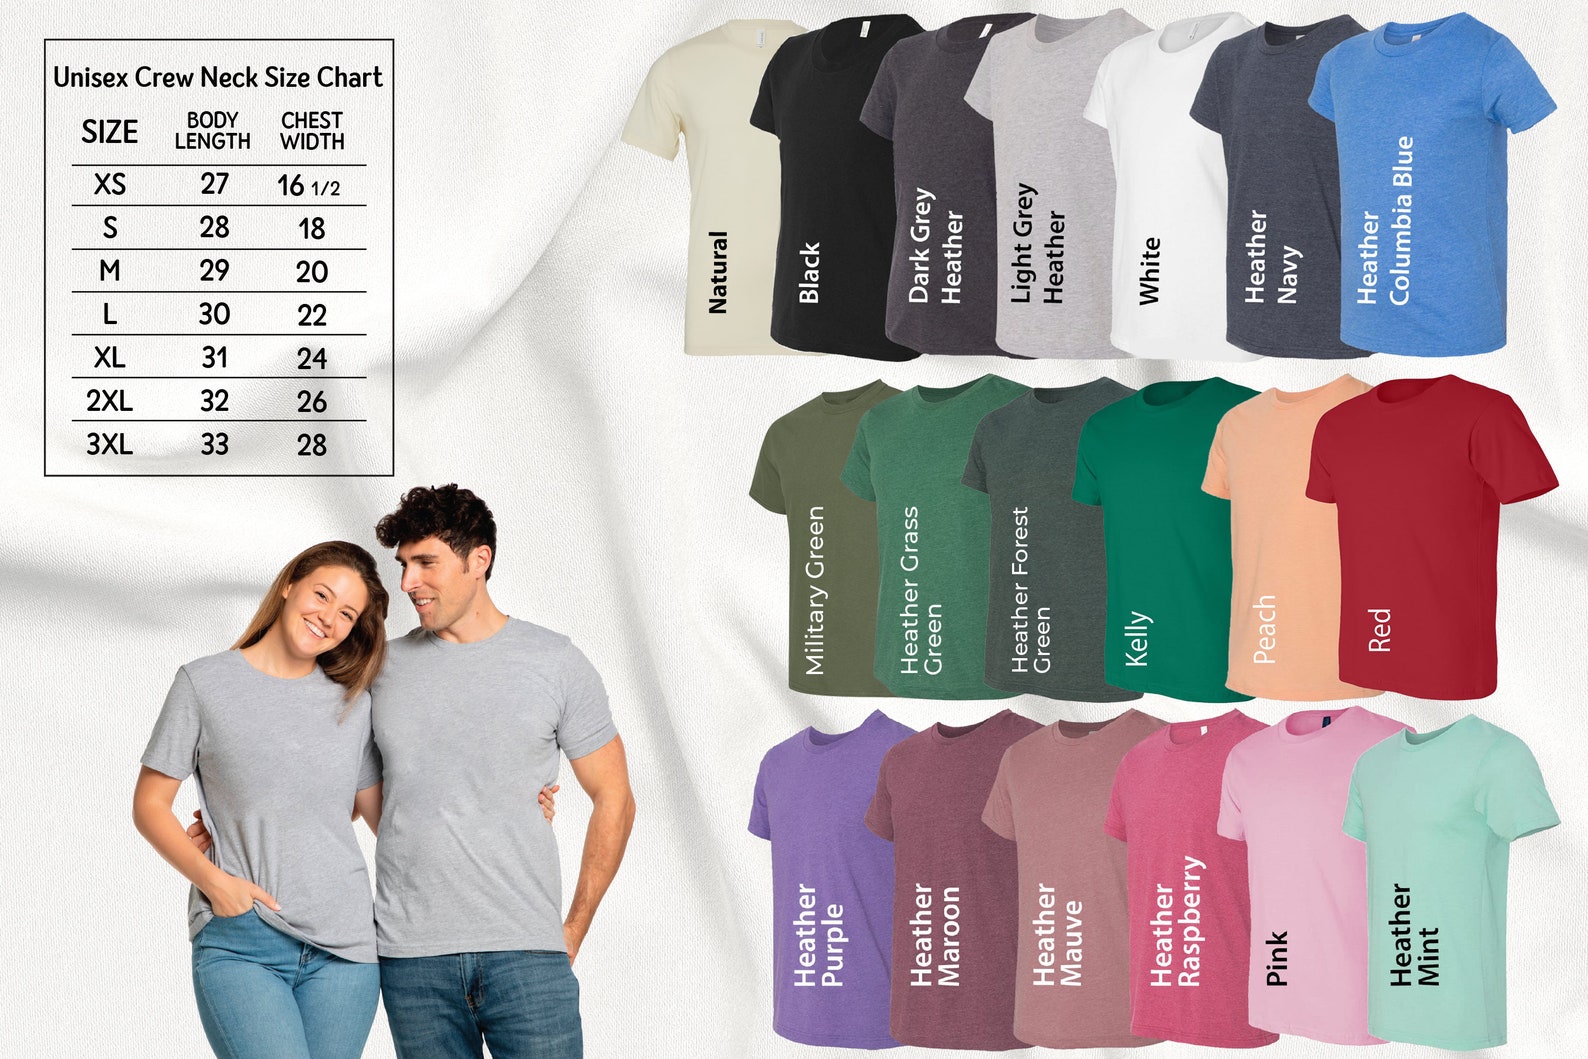 Unisex Crew Neck Size Chart
SIZE BODY LENGTH CHEST WIDTH
XS 27 16 1/2
S 28 18
M 29 20
L 30 22
XL 31 24
2XL 32 26
3XL 33 28
Natural
Black
Dark Grey
Heather
Light Grey
Heather
White
Heather
Navy
Heather
Columbia Blue
Military Green
Heather Grass
Green
Heather Forest
Green
Kelly
Peach
Red
Heather
Purple
Heather
Maroon
Heather
Mauve
Heather
Raspberry
Pink
Heather
Mint